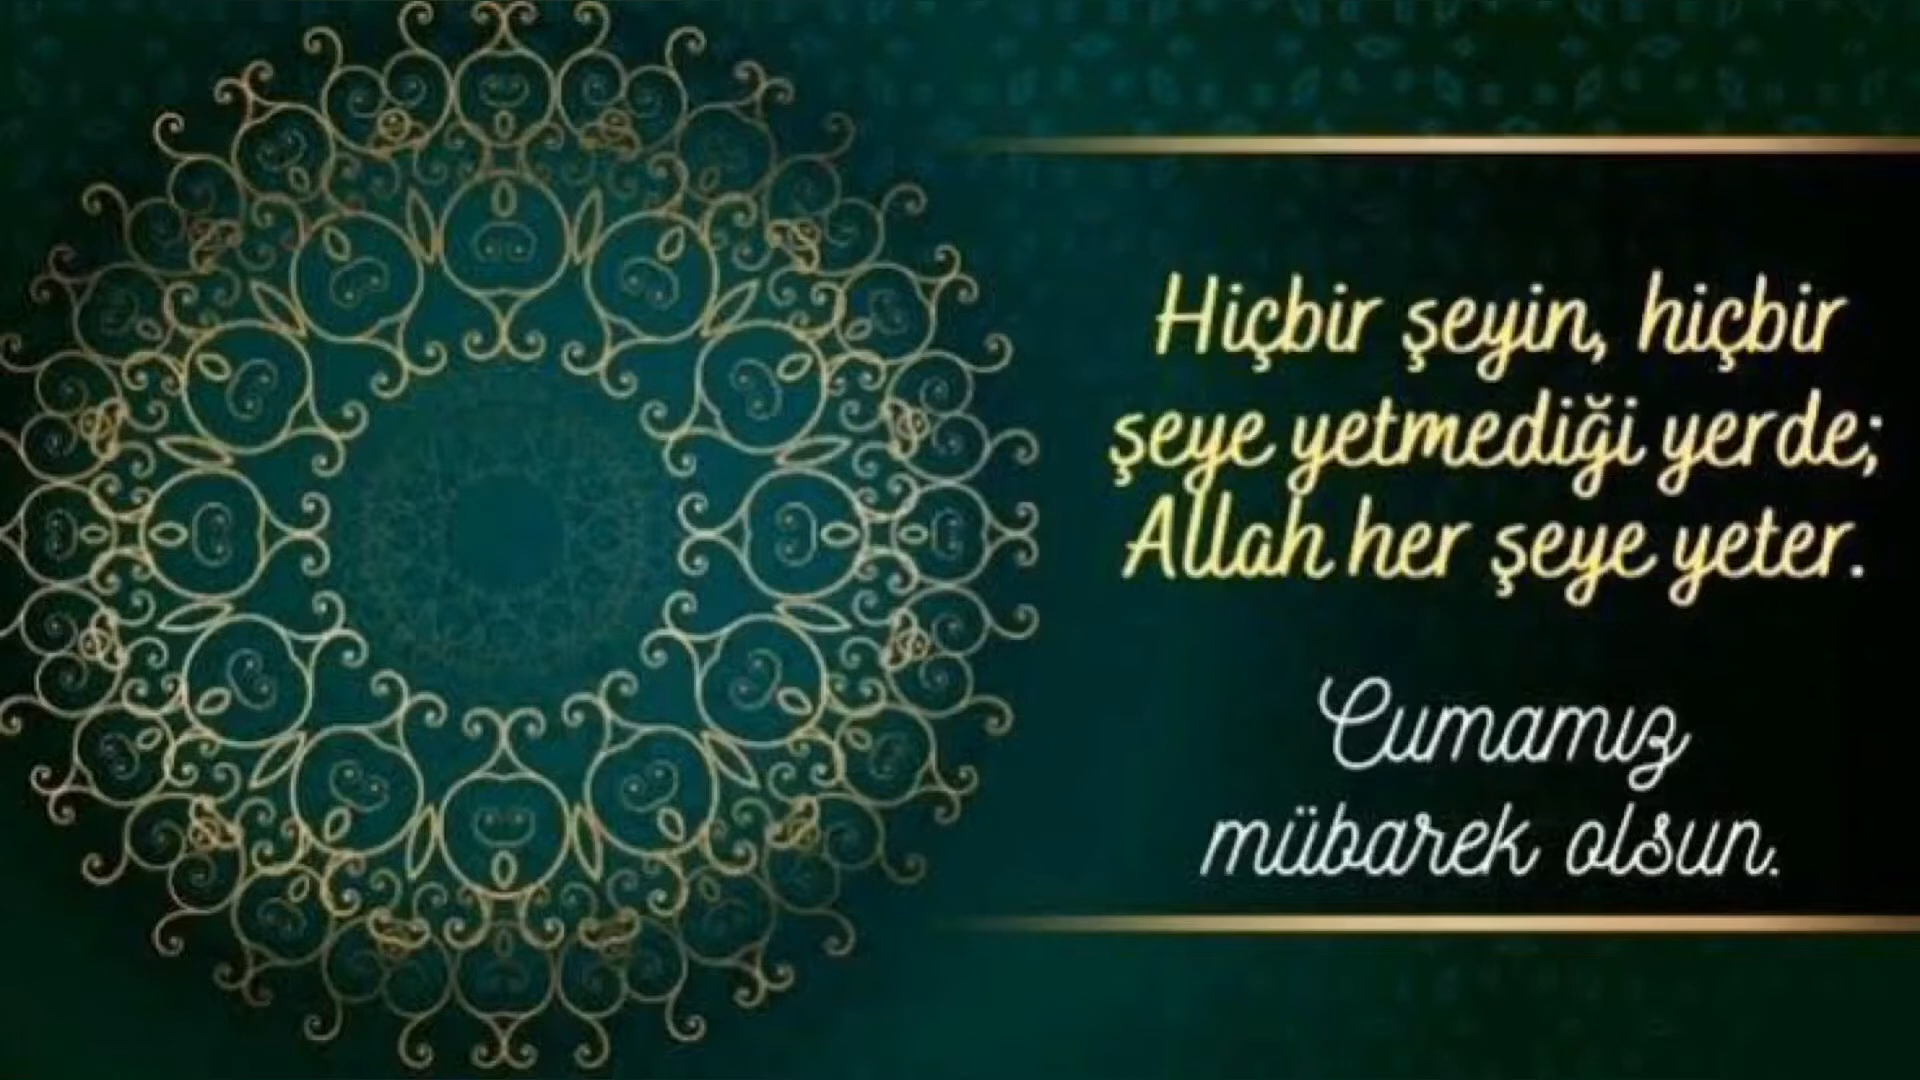 Hiçbir şeyin, hiçbir
şeye yetmediği yerde;
Allah her şeye yeter.
Cumamız
mübarek olsun.